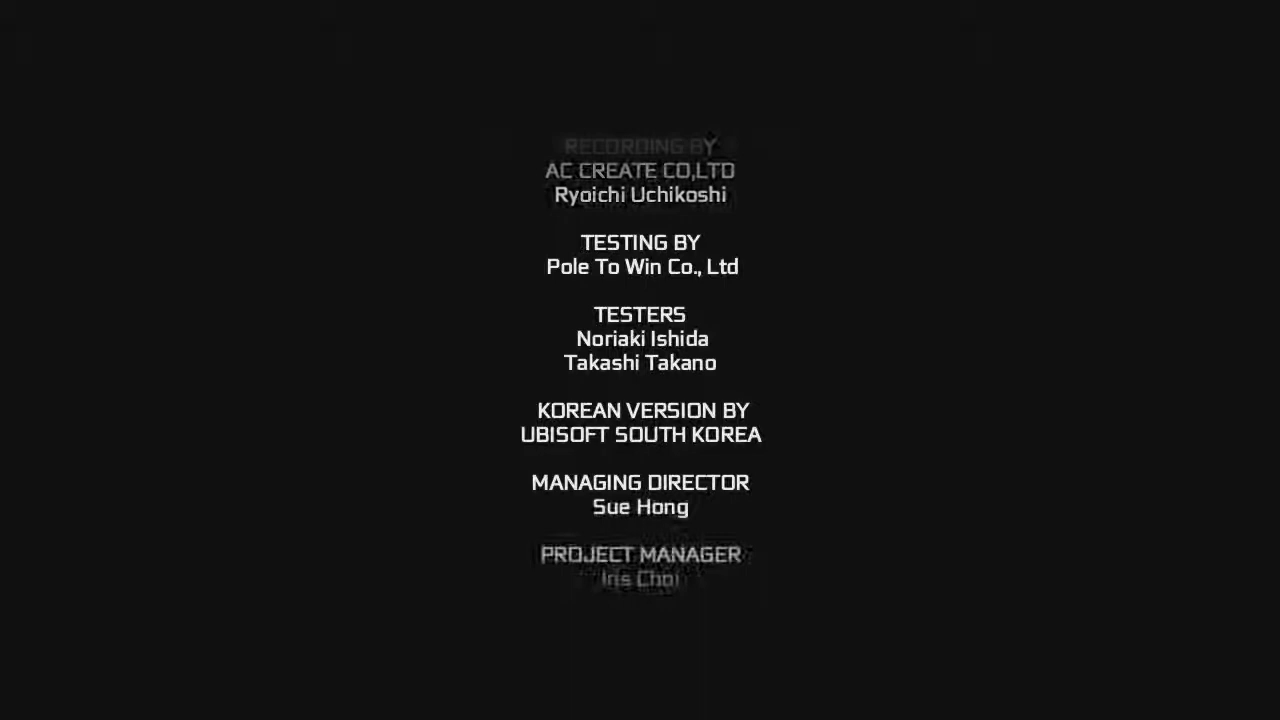 RECORDING BY
AC CREATE CO,LTD
Ryoichi Uchikoshi
TESTING BY
Pole To Win Co., Ltd
TESTERS
Noriaki Ishida
Takashi Takano
KOREAN VERSION BY
UBISOFT SOUTH KOREA
MANAGING DIRECTOR
Sue Hong
PROJECT MANAGER
Iris Choi